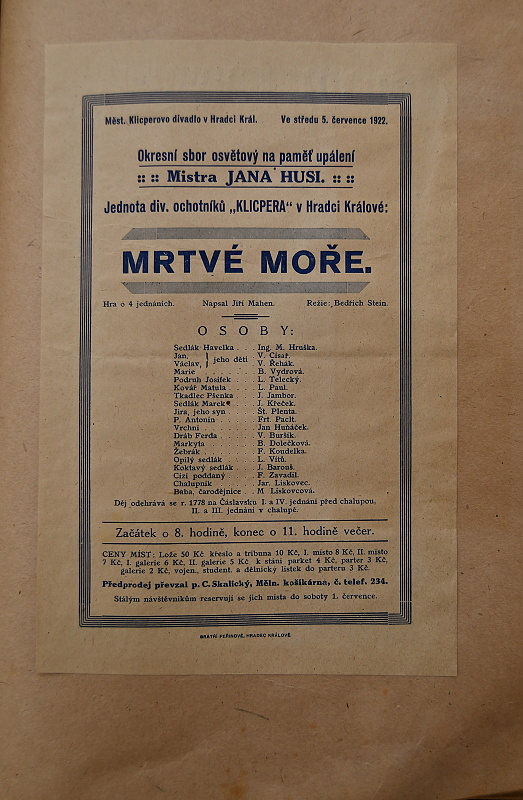 Měst. Klicperovo divadlo v Hradci Král. Ve středu 5. července 1922.
Okresní sbor osvětový na paměť upálení
:: :: Mistra JANA HUSI. :: ::
Jednota div. ochotníků „KLICPERA“ v Hradci Králové:
MRTVÉ MOŘE.
Hra o 4 jednáních. Napsal Jiří Mahen. Režie: Bedřich Stein.
OSOBY:
Sedlák Havelka . . . Ing. M. Hruška.
Jan, } jeho děti . V. Císař.
Václav, } jeho děti . V. Řehák.
Marie . . . . . . B. Vydrová.
Podruh Josífek . . . L. Telecký.
Kovář Matula . . . . L. Paul.
Tkadlec Pšenka . . . J. Jambor.
Sedlák Marek . . . . J. Křeček.
Jíra, jeho syn . . . . Št. Plenta.
P. Antonín . . . . . Frt. Paclt.
Vrchní . . . . . . Jan Huňáček.
Dráb Ferda . . . . . V. Buršík.
Markyta . . . . . B. Dolečková.
Žebrák . . . . . . F. Koudelka.
Opilý sedlák . . . . L. Vítů.
Koktavý sedlák . . . J. Barouš.
Cizí poddaný . . . . F. Zavadil.
Chalupník . . . . . Jar. Lískovec.
Bába, čarodějnice . . M Lískovcová.
Děj odehrává se r. 1778 na Čáslavsku I. a IV. jednání před chalupou,
II. a III. jednání v chalupě.
Začátek o 8. hodině, konec o 11. hodině večer.
CENY MÍST: Lože 50 Kč křeslo a tribuna 10 Kč, I. místo 8 Kč, II. místo
7 Kč, I. galerie 6 Kč, II. galerie 5 Kč k stání parket 4 Kč, parter 3 Kč,
galerie 2 Kč, vojen., student. a dělnický lístek do parteru 3 Kč.
Předprodej převzal p. C. Skalický, Měln. košíkárna, č. telef. 234.
Stálým návštěvníkům reservují se jich místa do soboty 1. července.
BRATŘÍ PEŘINOVÉ, HRADEC KRÁLOVÉ